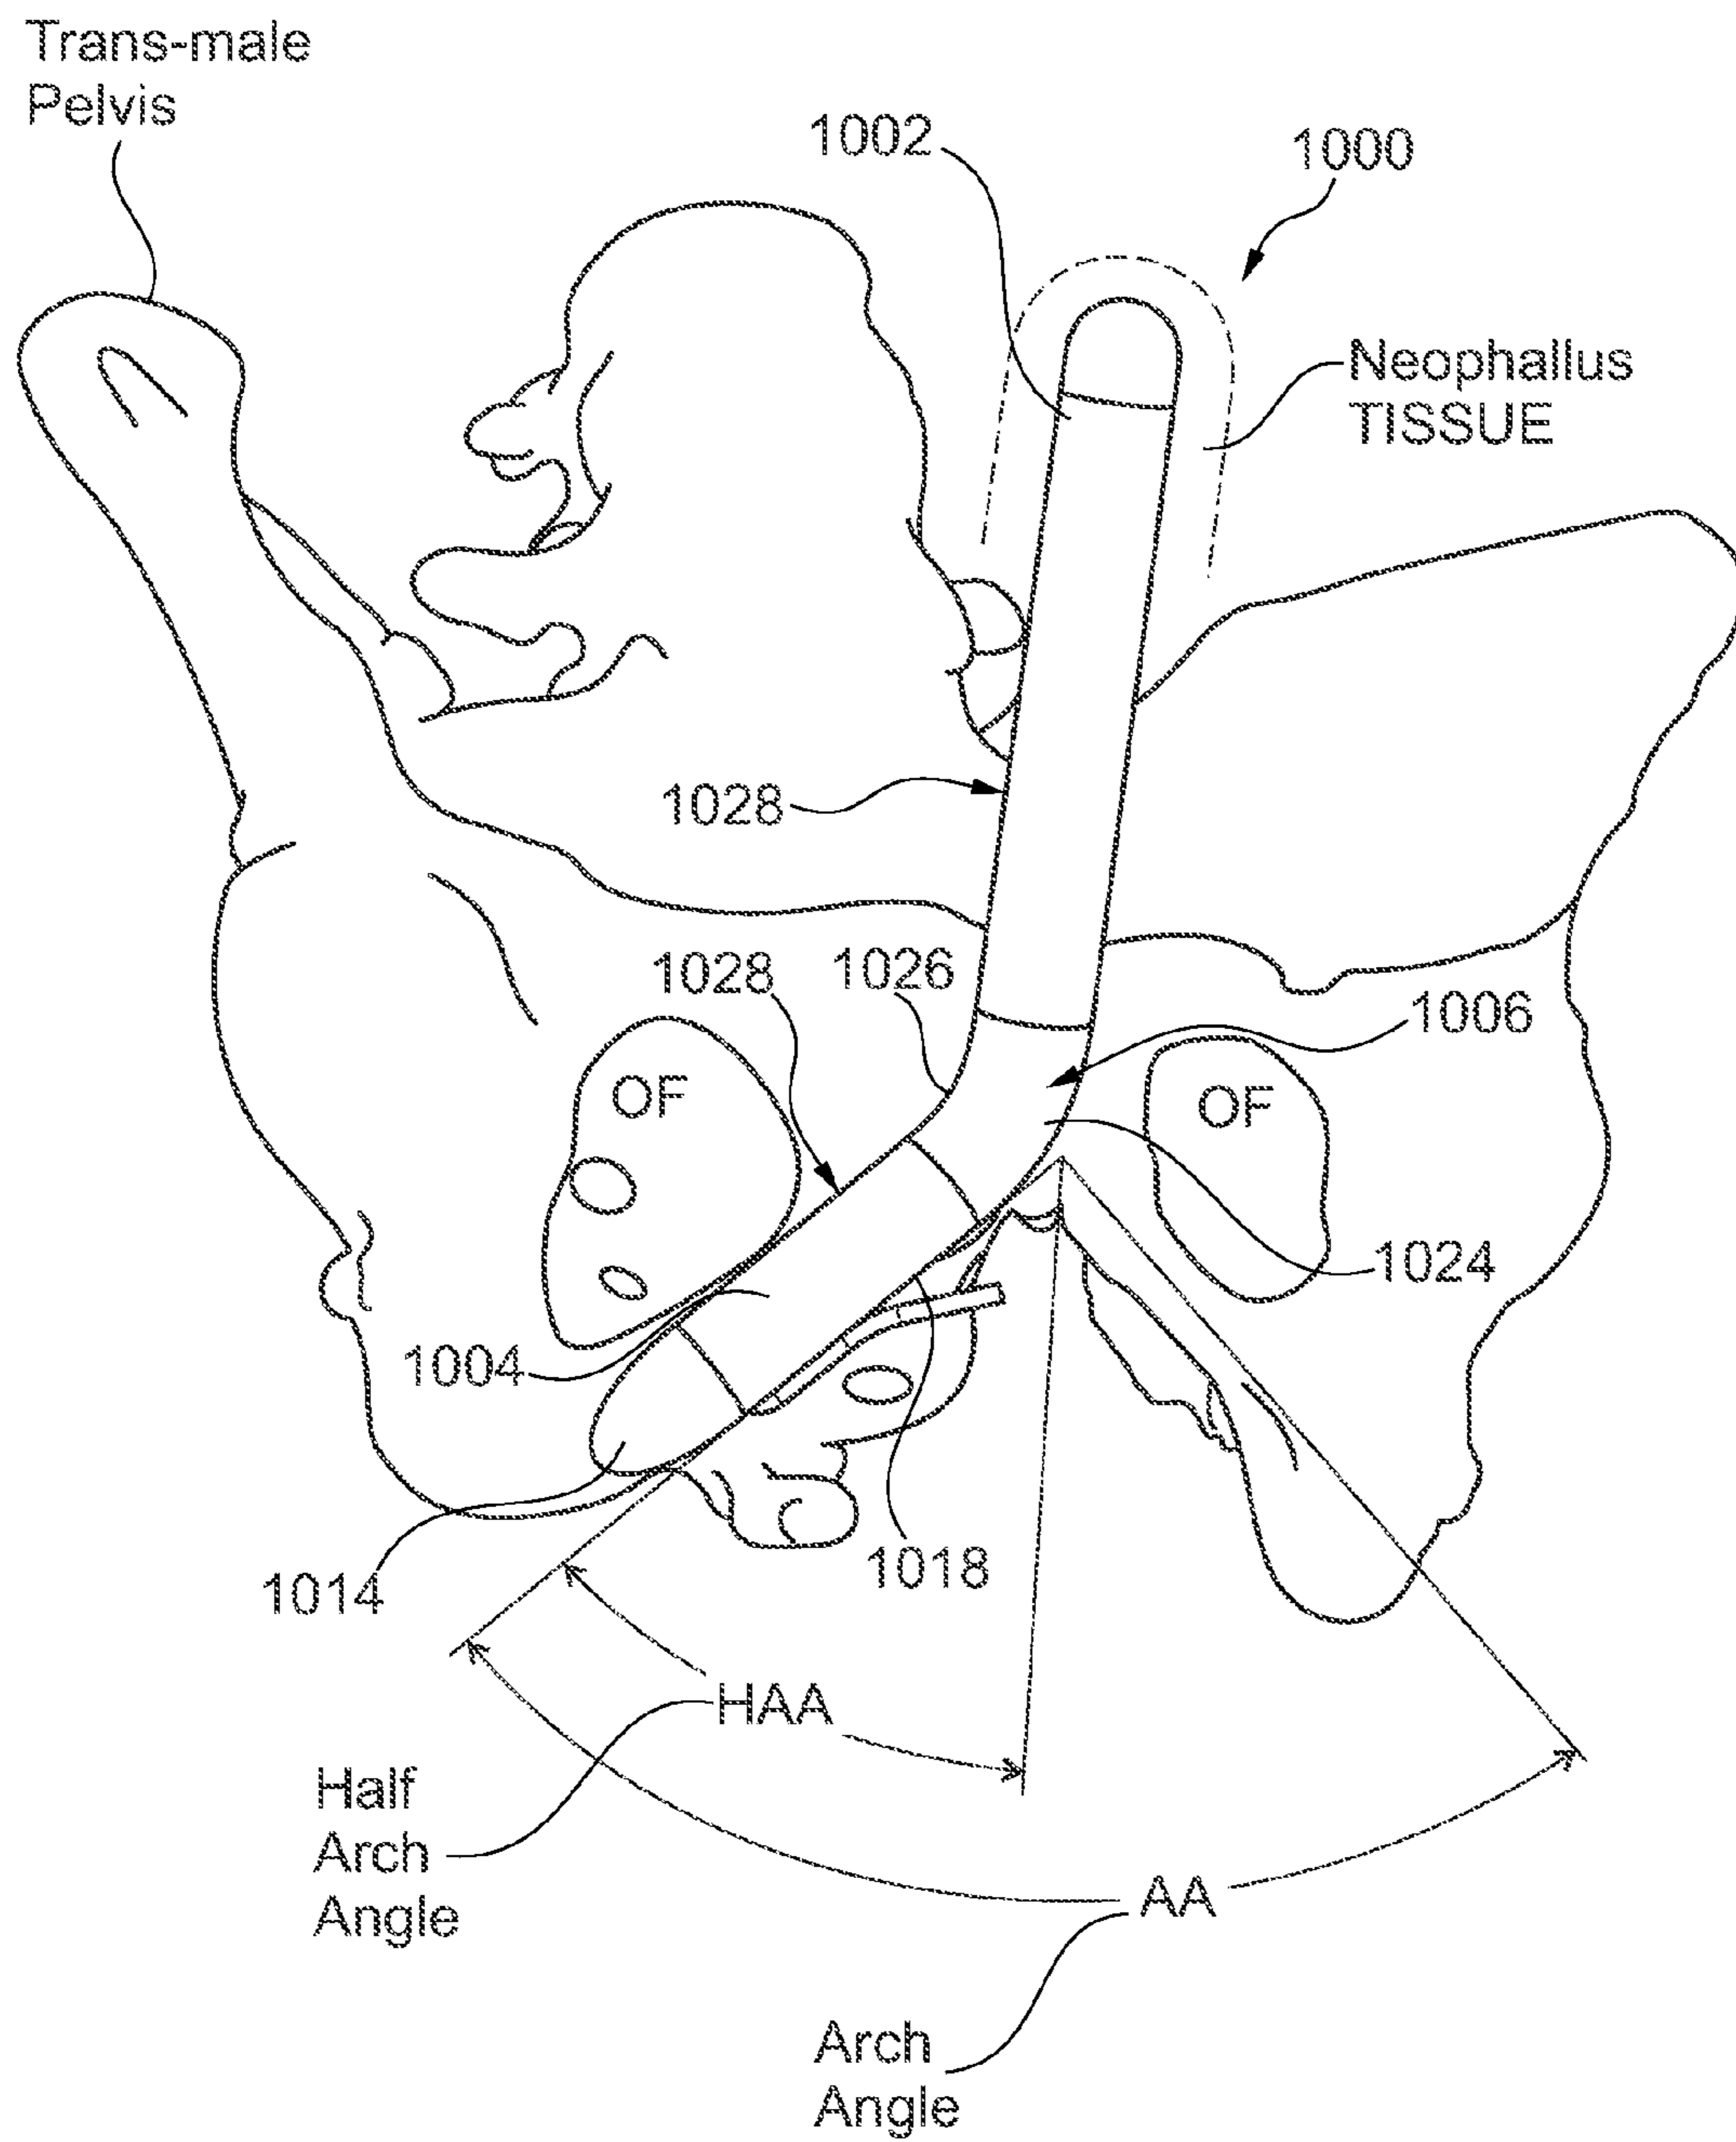 Trans-male
Pelvis
1002
1000
Neophallus
TISSUE
1028
1028
1026
1006
OF
OF
1024
1004
1018
1014
HAA
Half
Arch
Angle
AA
Arch
Angle